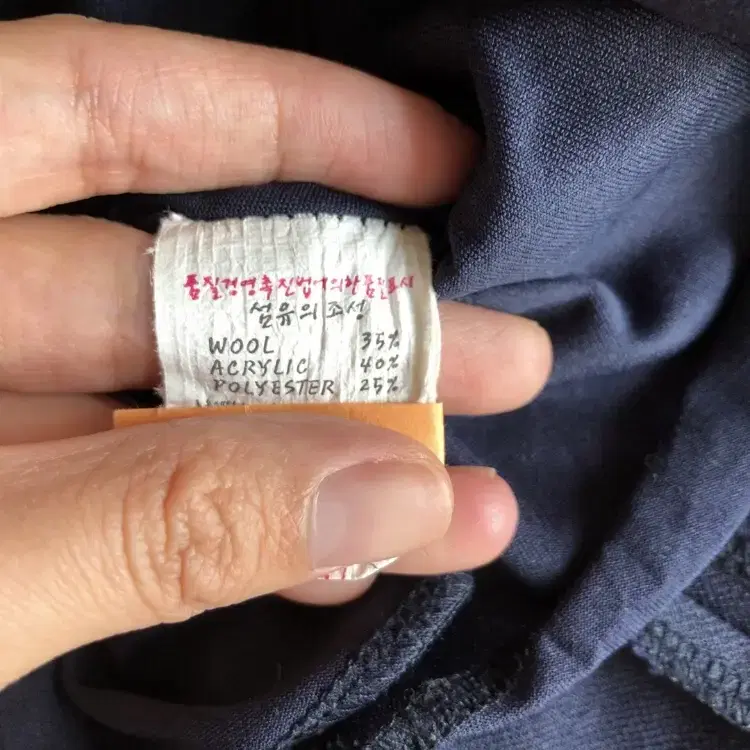 품질경영촉진법에의한품질표시
섬유의조성
WOOL 35%
ACRYLIC 40%
POLYESTER 25%